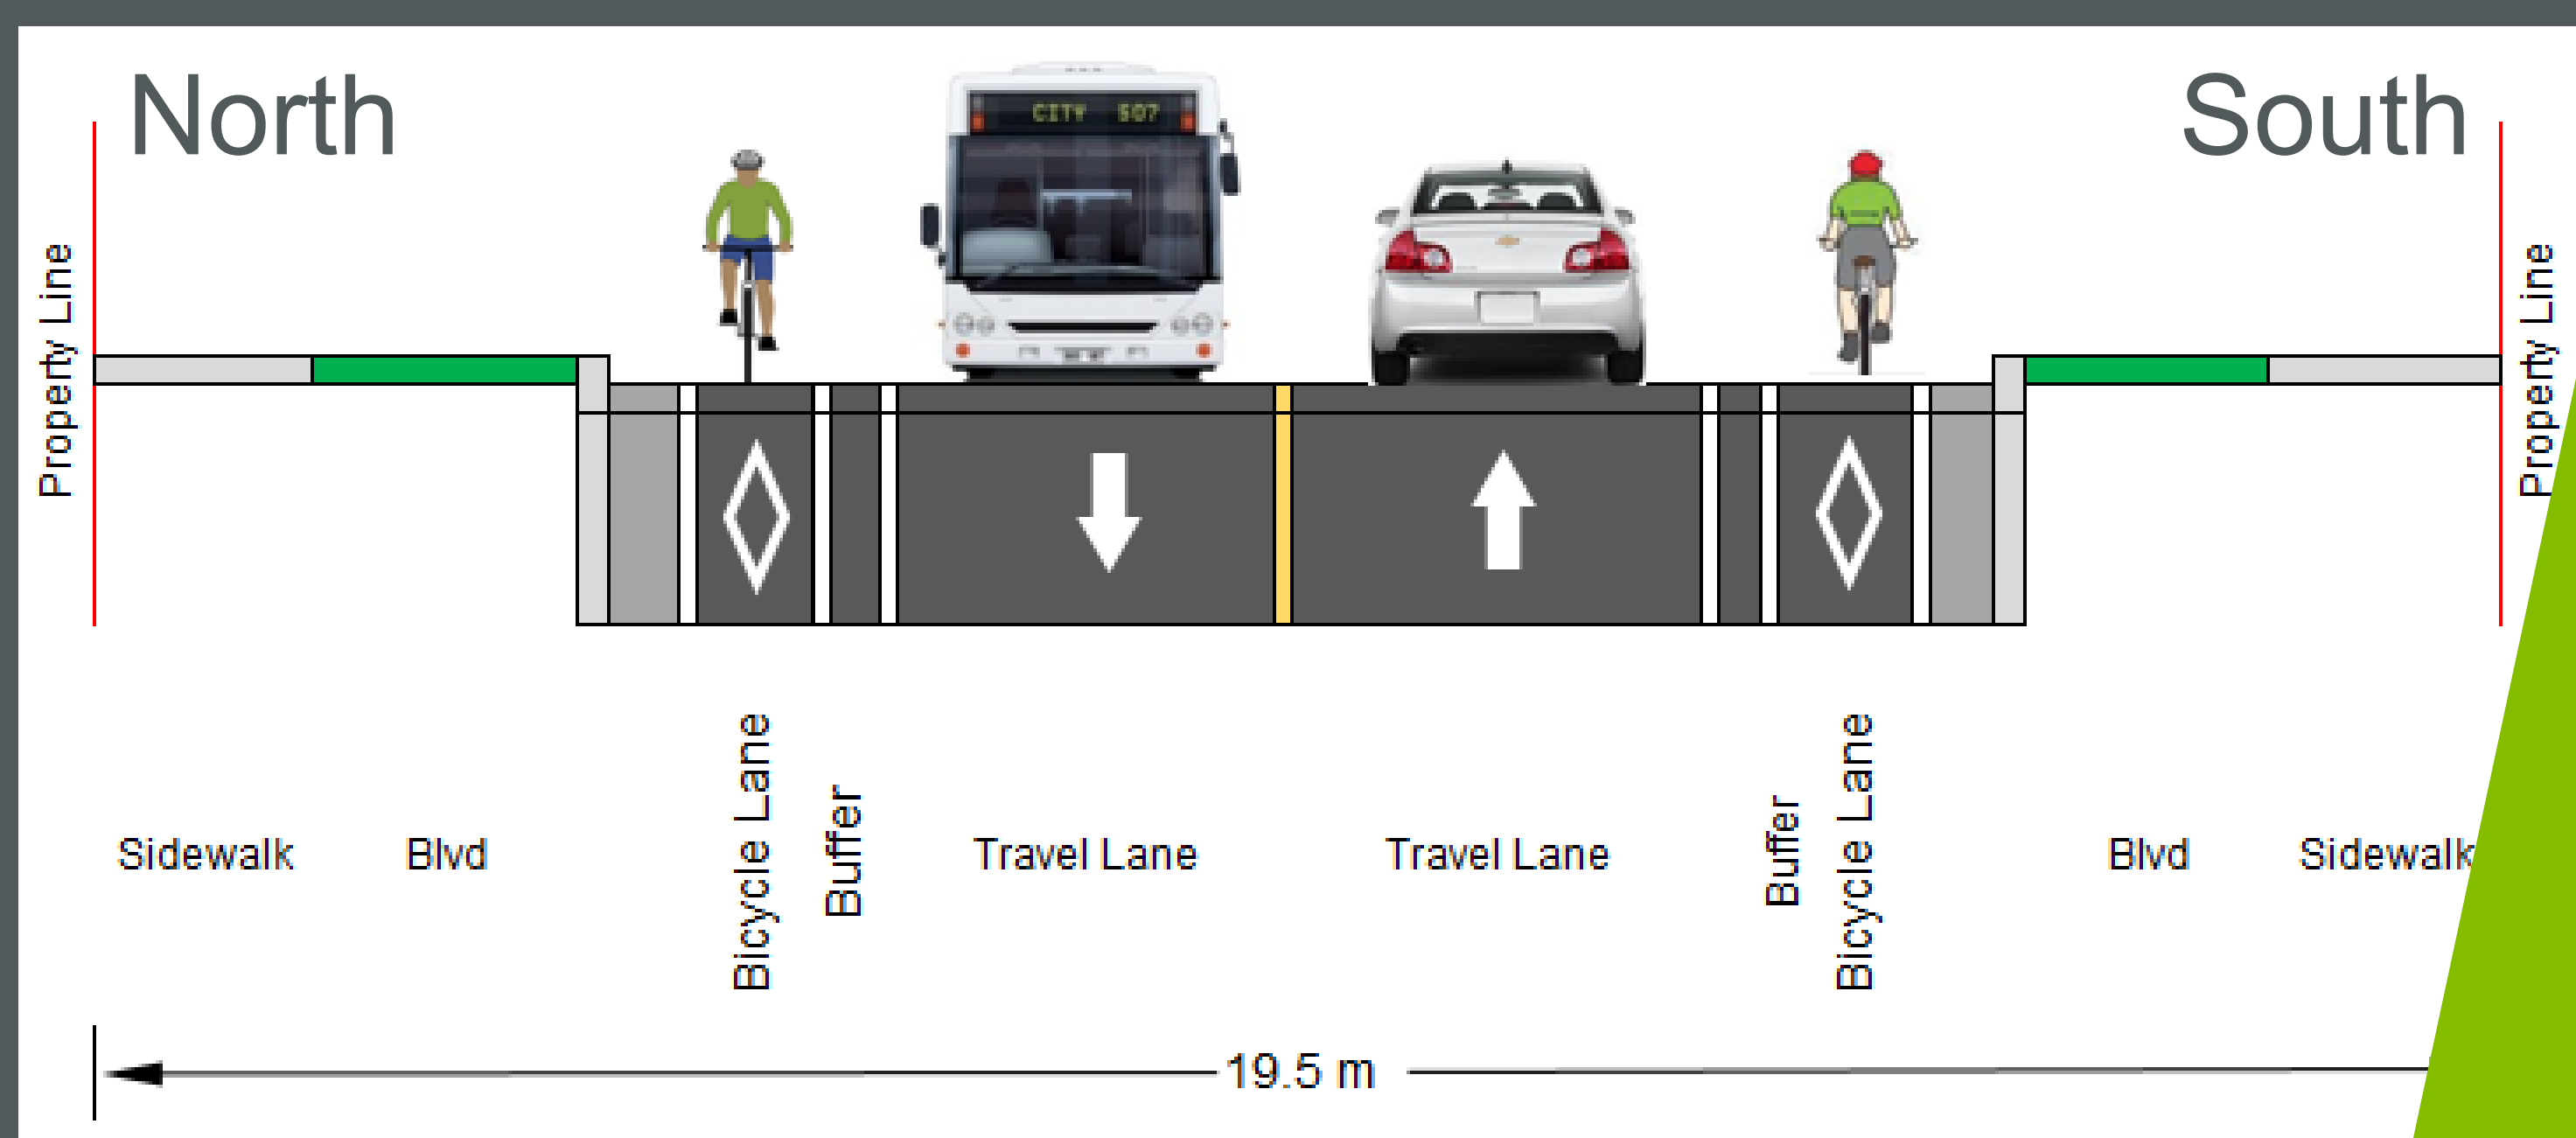 North
South
CITY 507
Property Line
Property Line
Sidewalk
Blvd
Bicycle Lane
Buffer
Travel Lane
Travel Lane
Buffer
Bicycle Lane
Blvd
Sidewalk
19.5 m